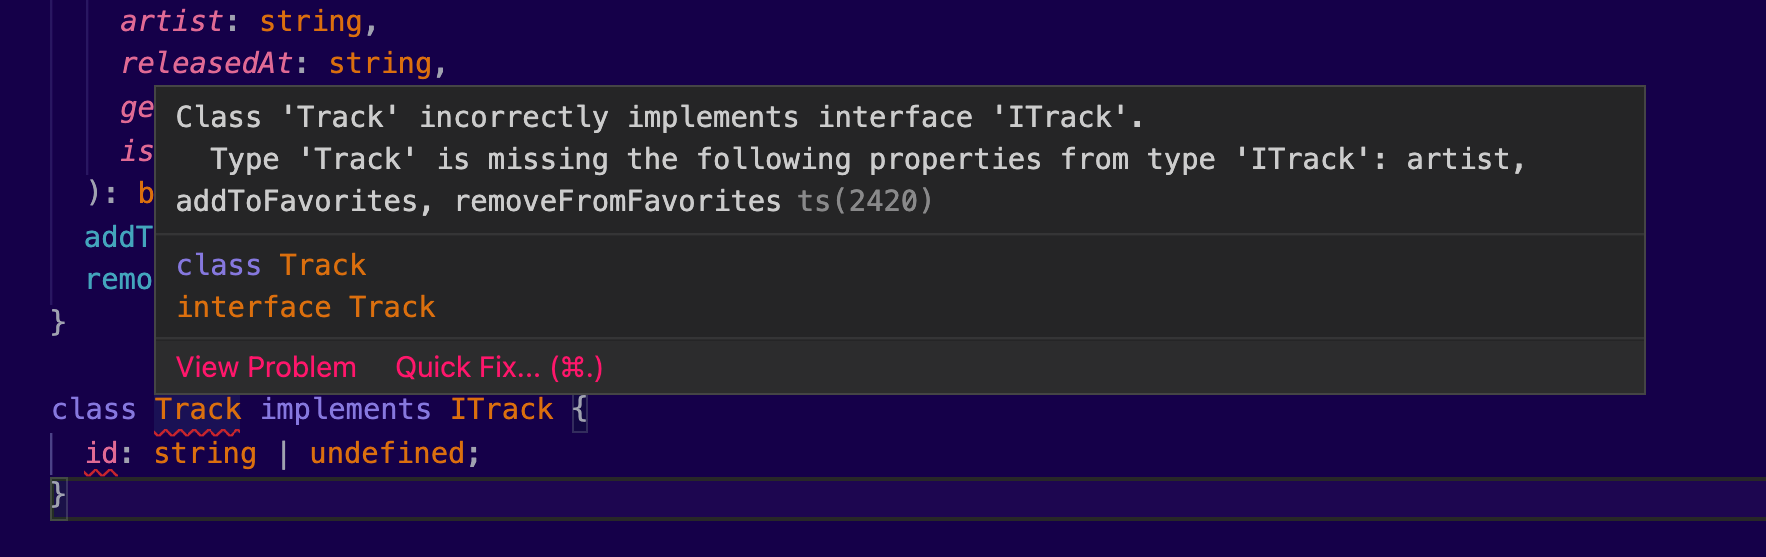 artist: string,
releasedAt: string,
ge
is
): b
addT
remo
}
Class 'Track' incorrectly implements interface 'ITrack'.
Type 'Track' is missing the following properties from type 'ITrack': artist,
addToFavorites, removeFromFavorites ts(2420)
class Track
interface Track
View Problem Quick Fix... (⌘.)
class Track implements ITrack {
id: string | undefined;
}